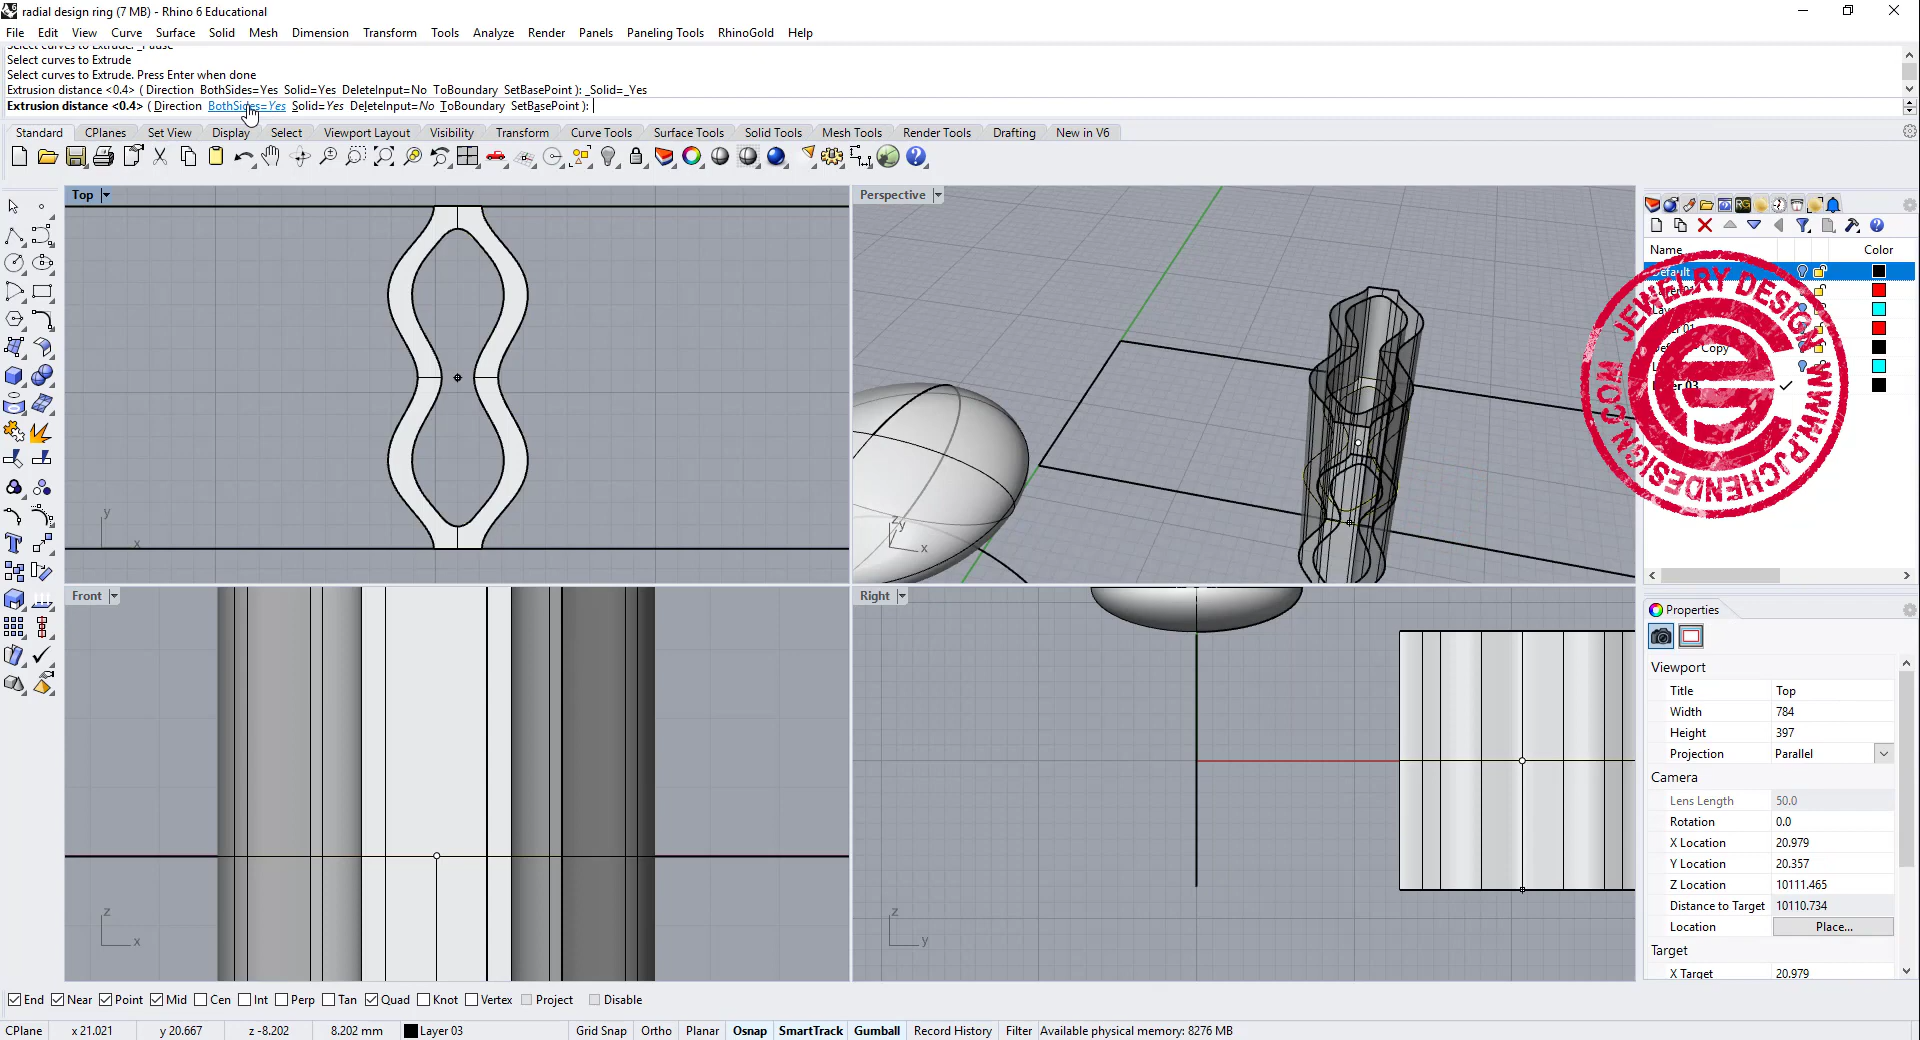 radial design ring (7 MB) - Rhino 6 Educational
File Edit View Curve Surface Solid Mesh Dimension Transform Tools Analyze Render Panels Paneling Tools RhinoGold Help
Select curves to Extrude: _Pause
Select curves to Extrude
Select curves to Extrude. Press Enter when done
Extrusion distance <0.4> ( Direction BothSides=Yes Solid=Yes DeleteInput=No ToBoundary SetBasePoint ): _Solid=_Yes
Extrusion distance <0.4> ( Direction BothSides=Yes Solid=Yes DeleteInput=No ToBoundary SetBasePoint ):
Standard CPlanes Set View Display Select Viewport Layout Visibility Transform Curve Tools Surface Tools Solid Tools Mesh Tools Render Tools Drafting New in V6
Top
Perspective
Name Color
Default
Copy
JEWELRY DESIGN WWW.PJCHENDESIGN.COM
y
x
z
y
x
Front
Right
z
x
z
y
Properties
Viewport
Title Top
Width 784
Height 397
Projection Parallel
Camera
Lens Length 50.0
Rotation 0.0
X Location 20.979
Y Location 20.357
Z Location 10111.465
Distance to Target 10110.734
Location Place...
Target
X Target 20.979
End Near Point Mid Cen Int Perp Tan Quad Knot Vertex Project Disable
CPlane x 21.021 y 20.667 z -8.202 8.202 mm Layer 03 Grid Snap Ortho Planar Osnap SmartTrack Gumball Record History Filter Available physical memory: 8276 MB